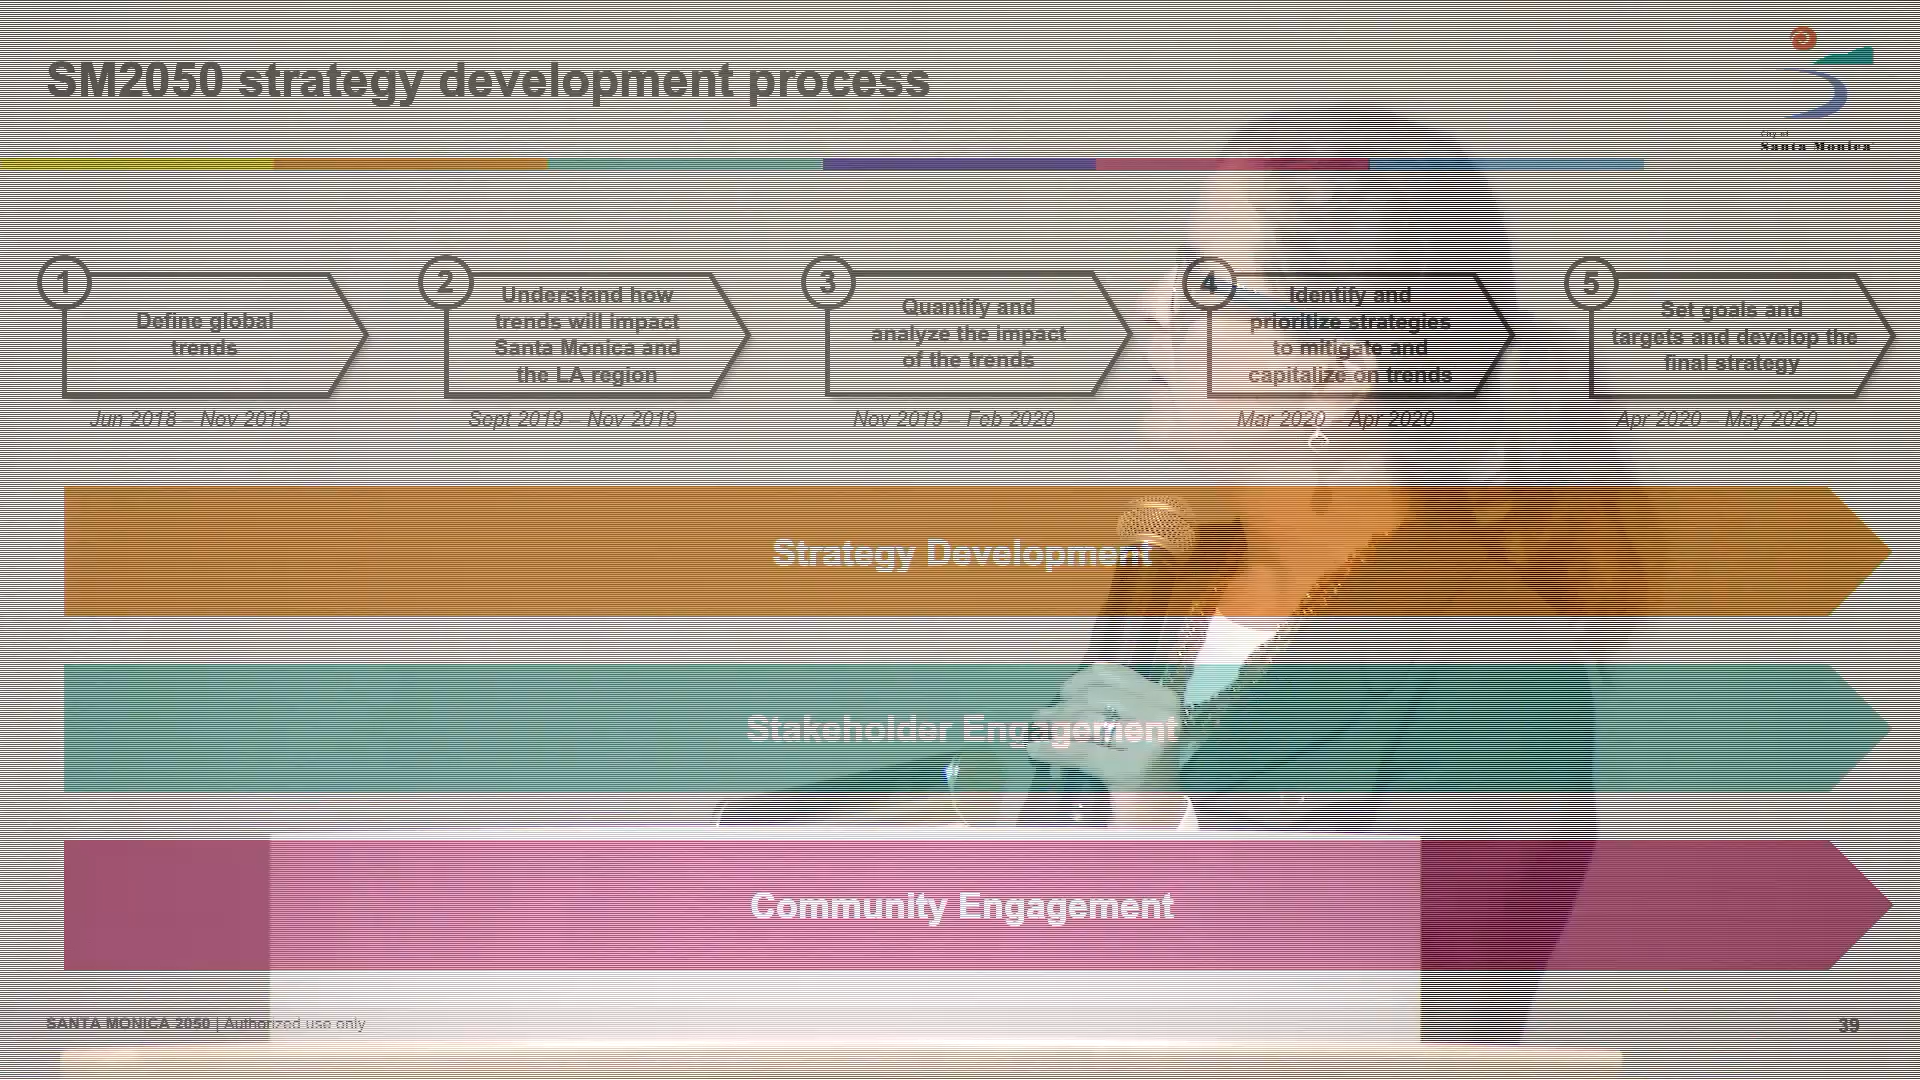 SM2050 strategy development process
City of
Santa Monica
1
Define global
trends
Jun 2018 – Nov 2019
2
Understand how
trends will impact
Santa Monica and
the LA region
Sept 2019 – Nov 2019
3
Quantify and
analyze the impact
of the trends
Nov 2019 – Feb 2020
4
Identify and
prioritize strategies
to mitigate and
capitalize on trends
Mar 2020 – Apr 2020
5
Set goals and
targets and develop the
final strategy
Apr 2020 – May 2020
Strategy Development
Stakeholder Engagement
Community Engagement
SANTA MONICA 2050 | Authorized use only
39